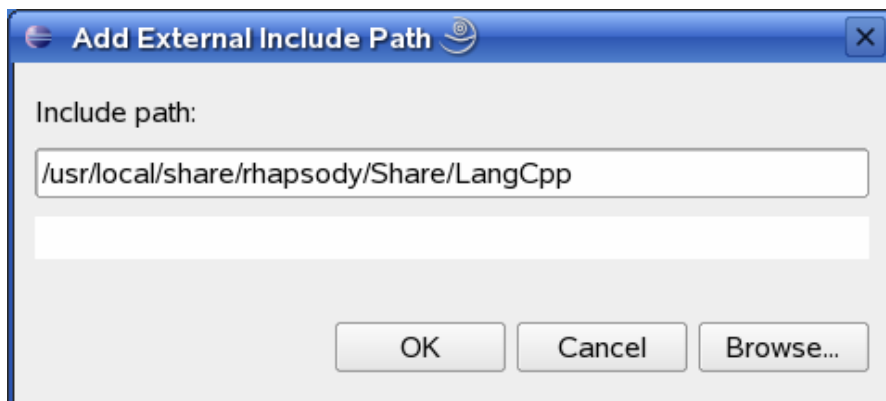 Add External Include Path
Include path:
/usr/local/share/rhapsody/Share/LangCpp
OK Cancel Browse...